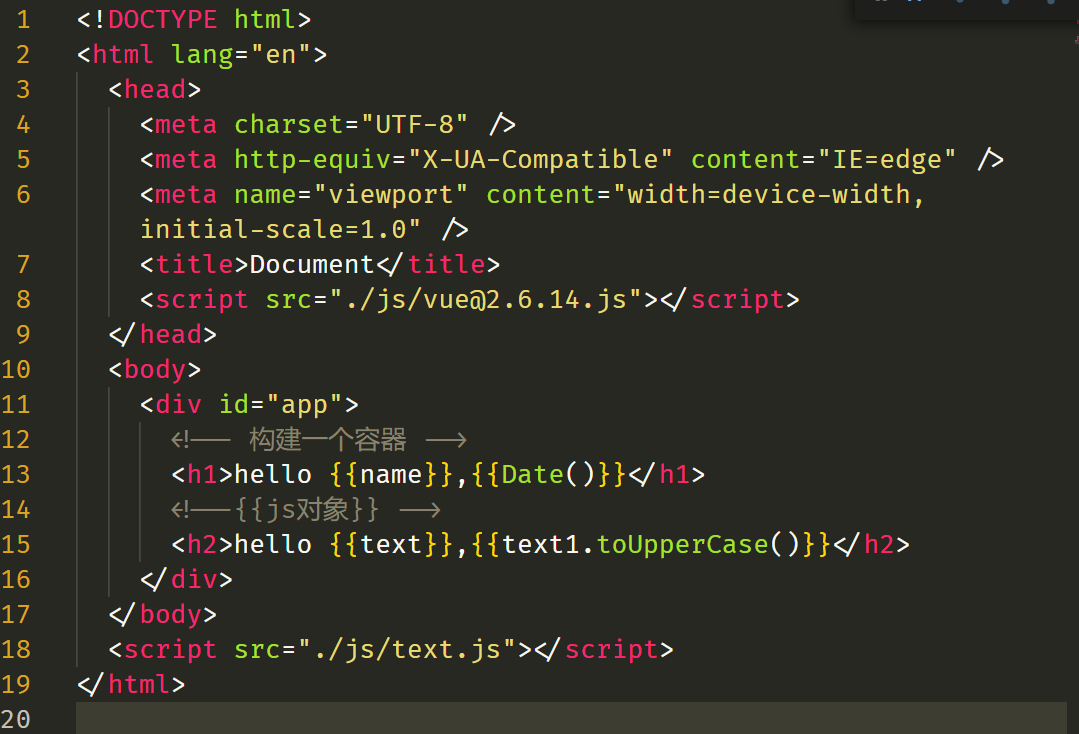 1 <!DOCTYPE html>
2 <html lang="en">
3 <head>
4 <meta charset="UTF-8" />
5 <meta http-equiv="X-UA-Compatible" content="IE=edge" />
6 <meta name="viewport" content="width=device-width,
initial-scale=1.0" />
7 <title>Document</title>
8 <script src="./js/vue@2.6.14.js"></script>
9 </head>
10 <body>
11 <div id="app">
12 <!-- 构建一个容器 -->
13 <h1>hello {{name}},{{Date()}}</h1>
14 <!--{{js对象}} -->
15 <h2>hello {{text}},{{text1.toUpperCase()}}</h2>
16 </div>
17 </body>
18 <script src="./js/text.js"></script>
19 </html>
20